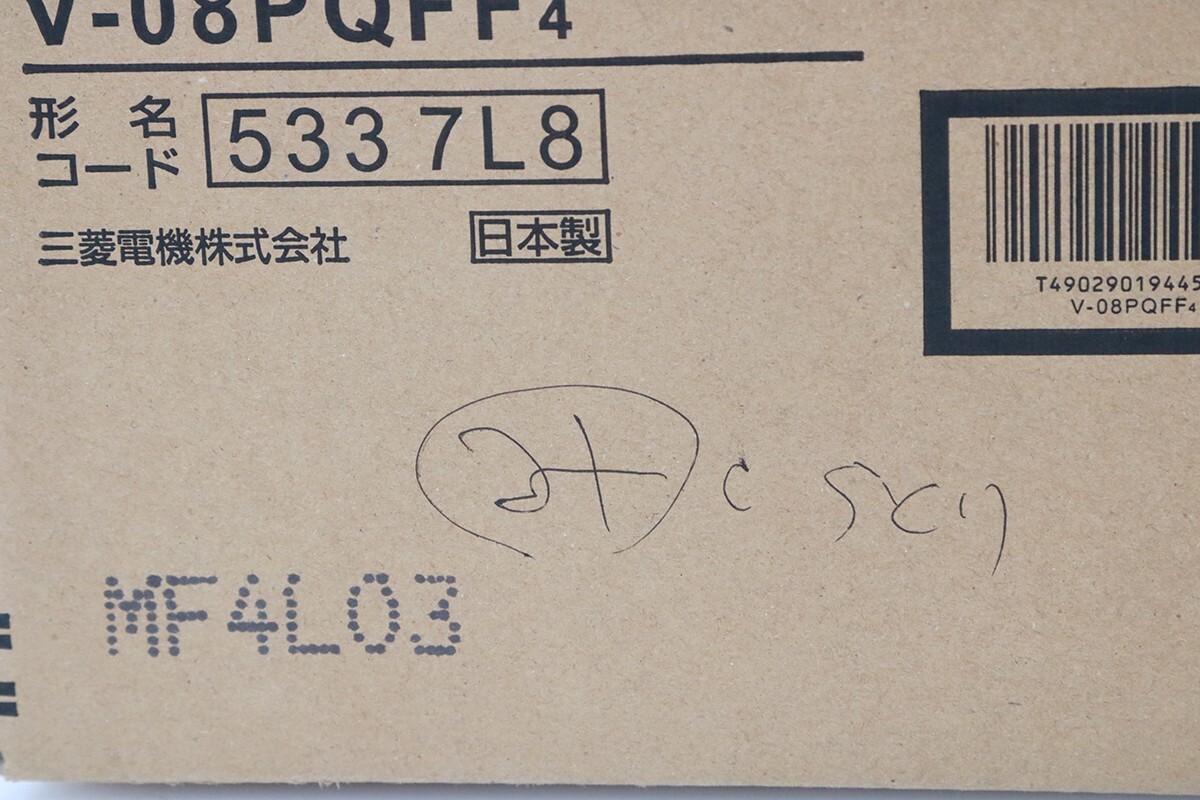 V-08PQFF4
形名
コード
5337L8
三菱電機株式会社
日本製
T49029019445
V-08PQFF4
MF4L03